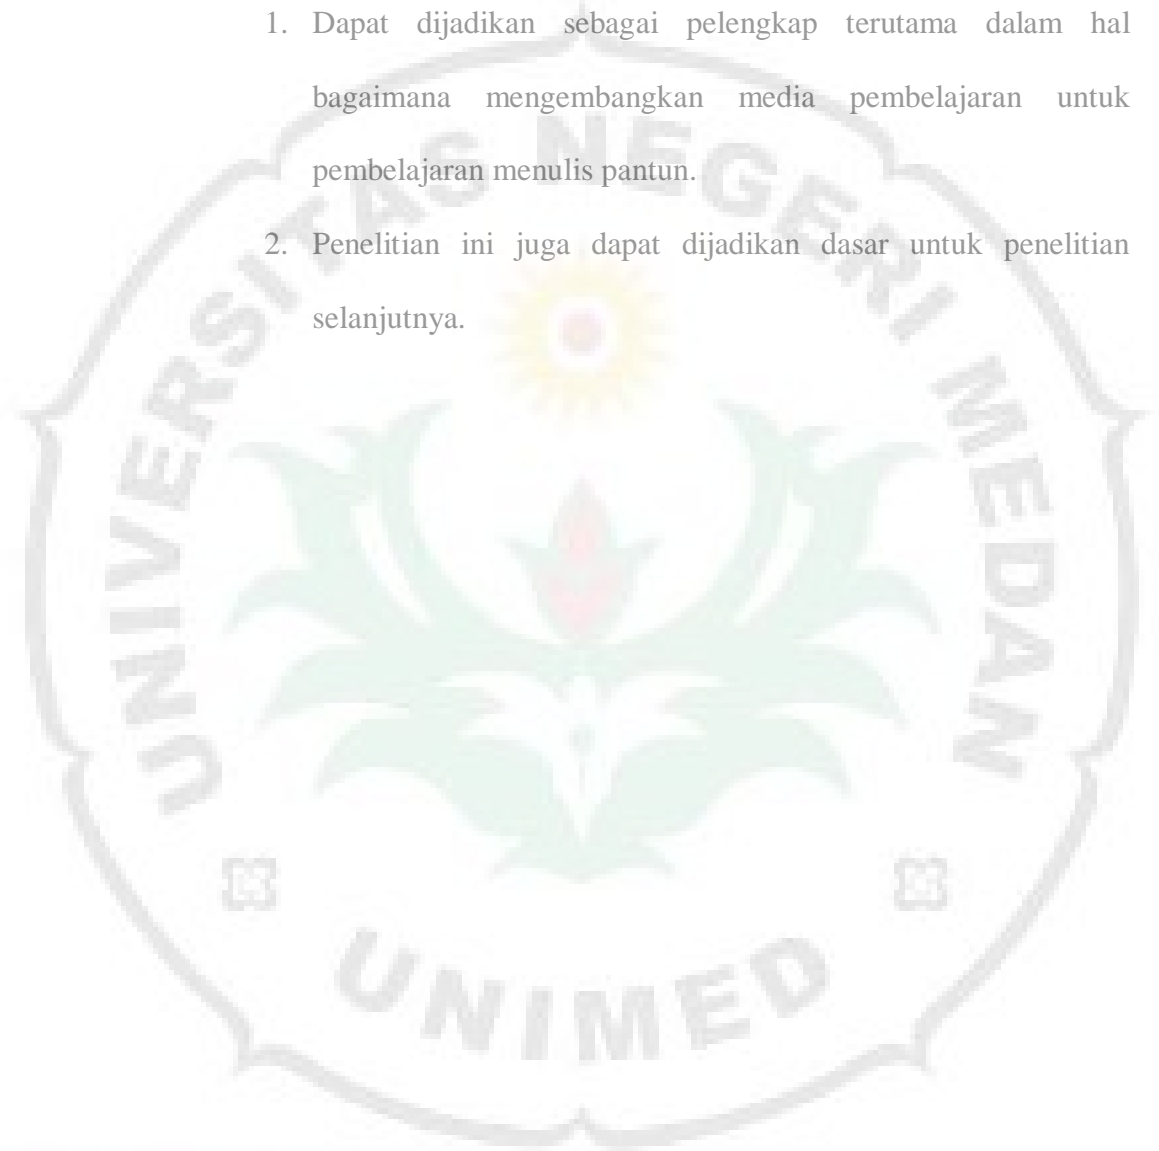 1. Dapat dijadikan sebagai pelengkap terutama dalam hal
bagaimana mengembangkan media pembelajaran untuk
pembelajaran menulis pantun.
2. Penelitian ini juga dapat dijadikan dasar untuk penelitian
selanjutnya.
UNIVERSITAS NEGERI MEDAN
UNIMED